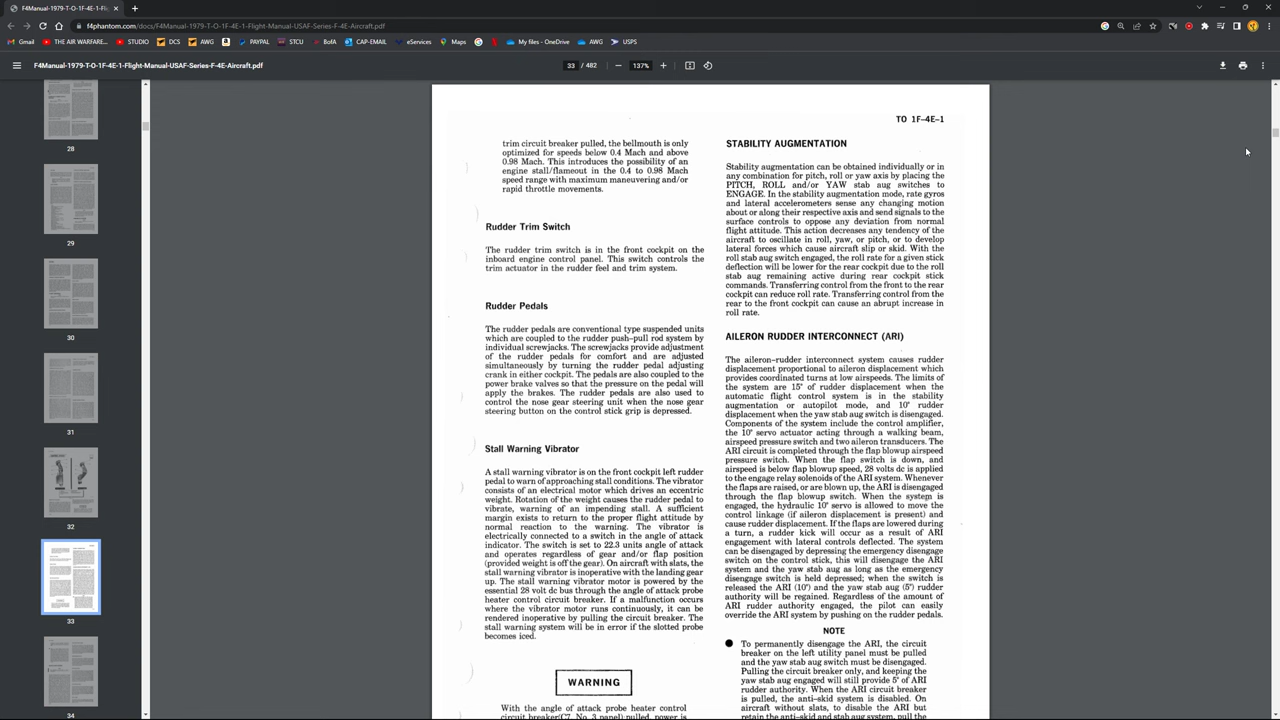 F4Manual-1979-T-O-1F-4E-1-Flig
f4phantom.com/docs/F4Manual-1979-T-O-1F-4E-1-Flight-Manual-USAF-Series-F-4E-Aircraft.pdf
Gmail
THE AIR WARFARE...
STUDIO
DCS
AWG
PAYPAL
STCU
BofA
CAP-EMAIL
eServices
Maps
My files - OneDrive
AWG
USPS
F4Manual-1979-T-O-1F-4E-1-Flight-Manual-USAF-Series-F-4E-Aircraft.pdf
33 / 482
137%
28
29
30
31
32
33
34
TO 1F-4E-1
trim circuit breaker pulled, the bellmouth is only
optimized for speeds below 0.4 Mach and above
0.98 Mach. This introduces the possibility of an
engine stall/flameout in the 0.4 to 0.98 Mach
speed range with maximum maneuvering and/or
rapid throttle movements.
Rudder Trim Switch
The rudder trim switch is in the front cockpit on the
inboard engine control panel. This switch controls the
trim actuator in the rudder feel and trim system.
Rudder Pedals
The rudder pedals are conventional type suspended units
which are coupled to the rudder push-pull rod system by
individual screwjacks. The screwjacks provide adjustment
of the rudder pedals for comfort and are adjusted
simultaneously by turning the rudder pedal adjusting
crank in either cockpit. The pedals are also coupled to the
power brake valves so that the pressure on the pedal will
apply the brakes. The rudder pedals are also used to
control the nose gear steering unit when the nose gear
steering button on the control stick grip is depressed.
Stall Warning Vibrator
A stall warning vibrator is on the front cockpit left rudder
pedal to warn of approaching stall conditions. The vibrator
consists of an electrical motor which drives an eccentric
weight. Rotation of the weight causes the rudder pedal to
vibrate, warning of an impending stall. A sufficient
margin exists to return to the proper flight attitude by
normal reaction to the warning. The vibrator is
electrically connected to a switch in the angle of attack
indicator. The switch is set to 22.3 units angle of attack
and operates regardless of gear and/or flap position
(provided weight is off the gear). On aircraft with slats, the
stall warning vibrator is inoperative with the landing gear
up. The stall warning vibrator motor is powered by the
essential 28 volt dc bus through the angle of attack probe
heater control circuit breaker. If a malfunction occurs
where the vibrator motor runs continuously, it can be
rendered inoperative by pulling the circuit breaker. The
stall warning system will be in error if the slotted probe
becomes iced.
WARNING
With the angle of attack probe heater control
circuit breaker(C7, No. 3 panel) pulled, power is
STABILITY AUGMENTATION
Stability augmentation can be obtained individually or in
any combination for pitch, roll or yaw axis by placing the
PITCH, ROLL and/or YAW stab aug switches to
ENGAGE. In the stability augmentation mode, rate gyros
and lateral accelerometers sense any changing motion
about or along their respective axis and send signals to the
surface controls to oppose any deviation from normal
flight attitude. This action decreases any tendency of the
aircraft to oscillate in roll, yaw, or pitch, or to develop
lateral forces which cause aircraft slip or skid. With the
roll stab aug switch engaged, the roll rate for a given stick
deflection will be lower for the rear cockpit due to the roll
stab aug remaining active during rear cockpit stick
commands. Transferring control from the front to the rear
cockpit can reduce roll rate. Transferring control from the
rear to the front cockpit can cause an abrupt increase in
roll rate.
AILERON RUDDER INTERCONNECT (ARI)
The aileron-rudder interconnect system causes rudder
displacement proportional to aileron displacement which
provides coordinated turns at low airspeeds. The limits of
the system are 15° of rudder displacement when the
automatic flight control system is in the stability
augmentation or autopilot mode, and 10° rudder
displacement when the yaw stab aug switch is disengaged.
Components of the system include the control amplifier,
the 10° servo actuator acting through a walking beam,
airspeed pressure switch and two aileron transducers. The
ARI circuit is completed through the flap blowup airspeed
pressure switch. When the flap switch is down, and
airspeed is below flap blowup speed, 28 volts dc is applied
to the engage relay solenoids of the ARI system. Whenever
the flaps are raised, or are blown up, the ARI is disengaged
through the flap blowup switch. When the system is
engaged, the hydraulic 10° servo is allowed to move the
control linkage (if aileron displacement is present) and
cause rudder displacement. If the flaps are lowered during
a turn, a rudder kick will occur as a result of ARI
engagement with lateral controls deflected. The system
can be disengaged by depressing the emergency disengage
switch on the control stick, this will disengage the ARI
system and the yaw stab aug as long as the emergency
disengage switch is held depressed; when the switch is
released the ARI (10°) and the yaw stab aug (5°) rudder
authority will be regained. Regardless of the amount of
ARI rudder authority engaged, the pilot can easily
override the ARI system by pushing on the rudder pedals.
NOTE
● To permanently disengage the ARI, the circuit
breaker on the left utility panel must be pulled
and the yaw stab aug switch must be disengaged.
Pulling the circuit breaker only, and keeping the
yaw stab aug engaged will still provide 5° of ARI
rudder authority. When the ARI circuit breaker
is pulled, the anti-skid system is disabled. On
aircraft without slats, to disable the ARI but
retain the anti-skid and stab aug system, pull the